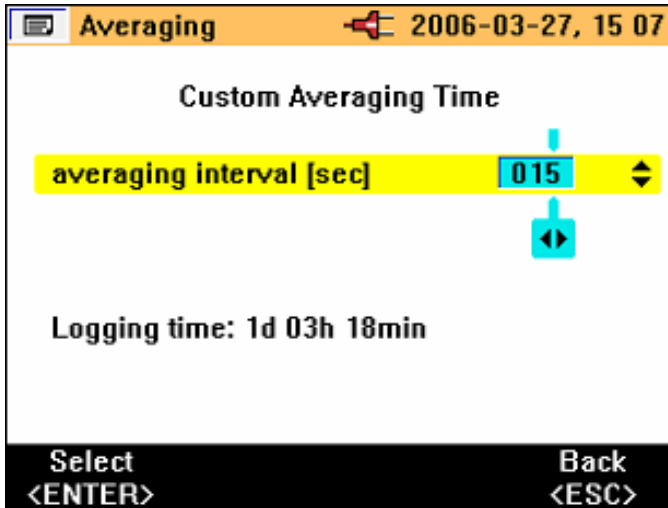 Averaging 2006-03-27, 15 07
Custom Averaging Time
averaging interval [sec] 015
Logging time: 1d 03h 18min
Select Back
<ENTER> <ESC>